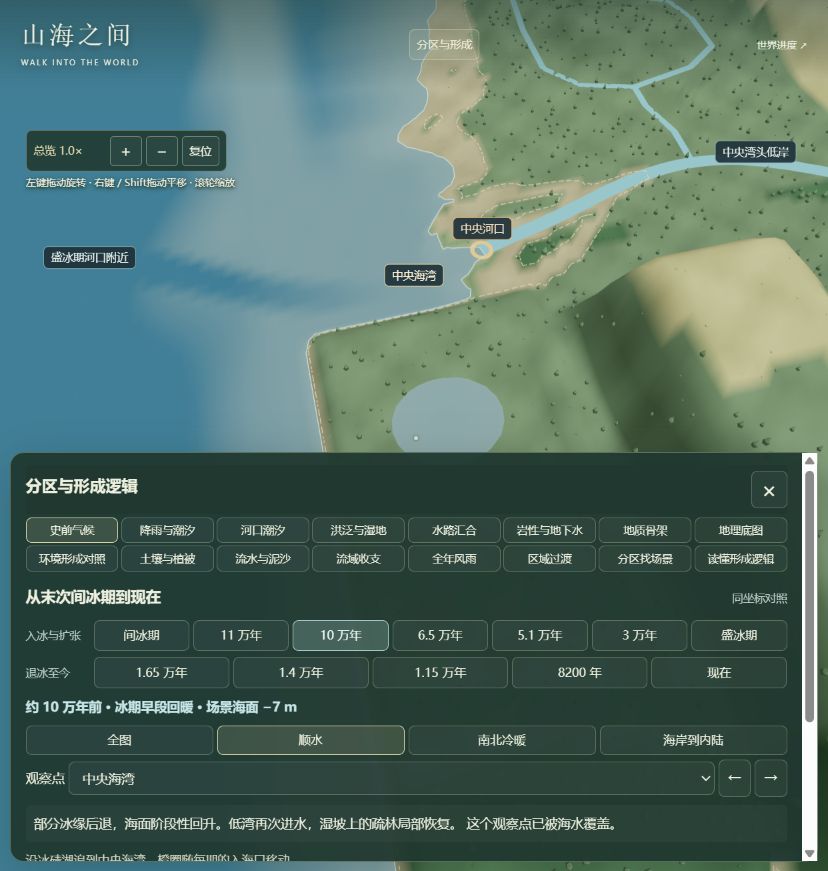 山海之间
WALK INTO THE WORLD
分区与形成
世界进度 ↗
总览 1.0×
+
−
复位
左键拖动旋转 · 右键 / Shift拖动平移 · 滚轮缩放
中央湾头低岸
中央河口
盛冰期河口附近
中央海湾
分区与形成逻辑
×
史前气候 降雨与潮汐 河口潮汐 洪泛与湿地 水路汇合 岩性与地下水 地质骨架 地理底图
环境形成对照 土壤与植被 流水与泥沙 流域收支 全年风雨 区域过渡 分区找场景 读懂形成逻辑
从末次间冰期到现在 同坐标对照
入冰与扩张 间冰期 11 万年 10 万年 6.5 万年 5.1 万年 3 万年 盛冰期
退冰至今 1.65 万年 1.4 万年 1.15 万年 8200 年 现在
约 10 万年前 · 冰期早段回暖 · 场景海面 −7 m
全图 顺水 南北冷暖 海岸到内陆
观察点 中央海湾 ← →
部分冰缘后退，海面阶段性回升。低湾再次进水，湿坡上的疏林局部恢复。 这个观察点已被海水覆盖。